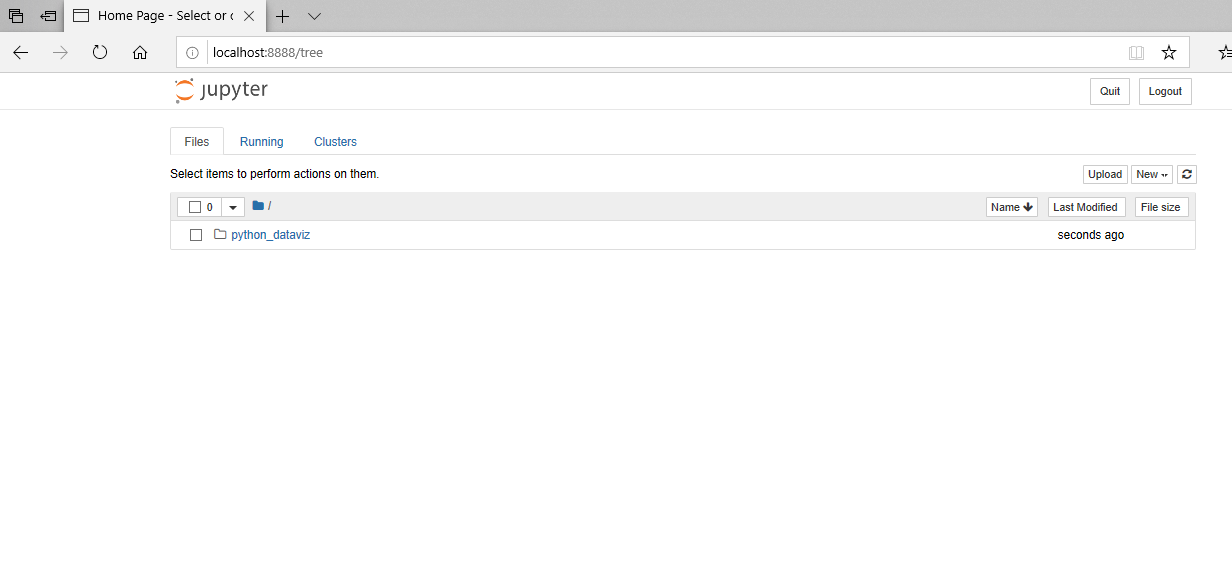 Home Page - Select or c
localhost:8888/tree
jupyter
Quit Logout
Files Running Clusters
Select items to perform actions on them.
Upload New
0 / Name Last Modified File size
python_dataviz seconds ago